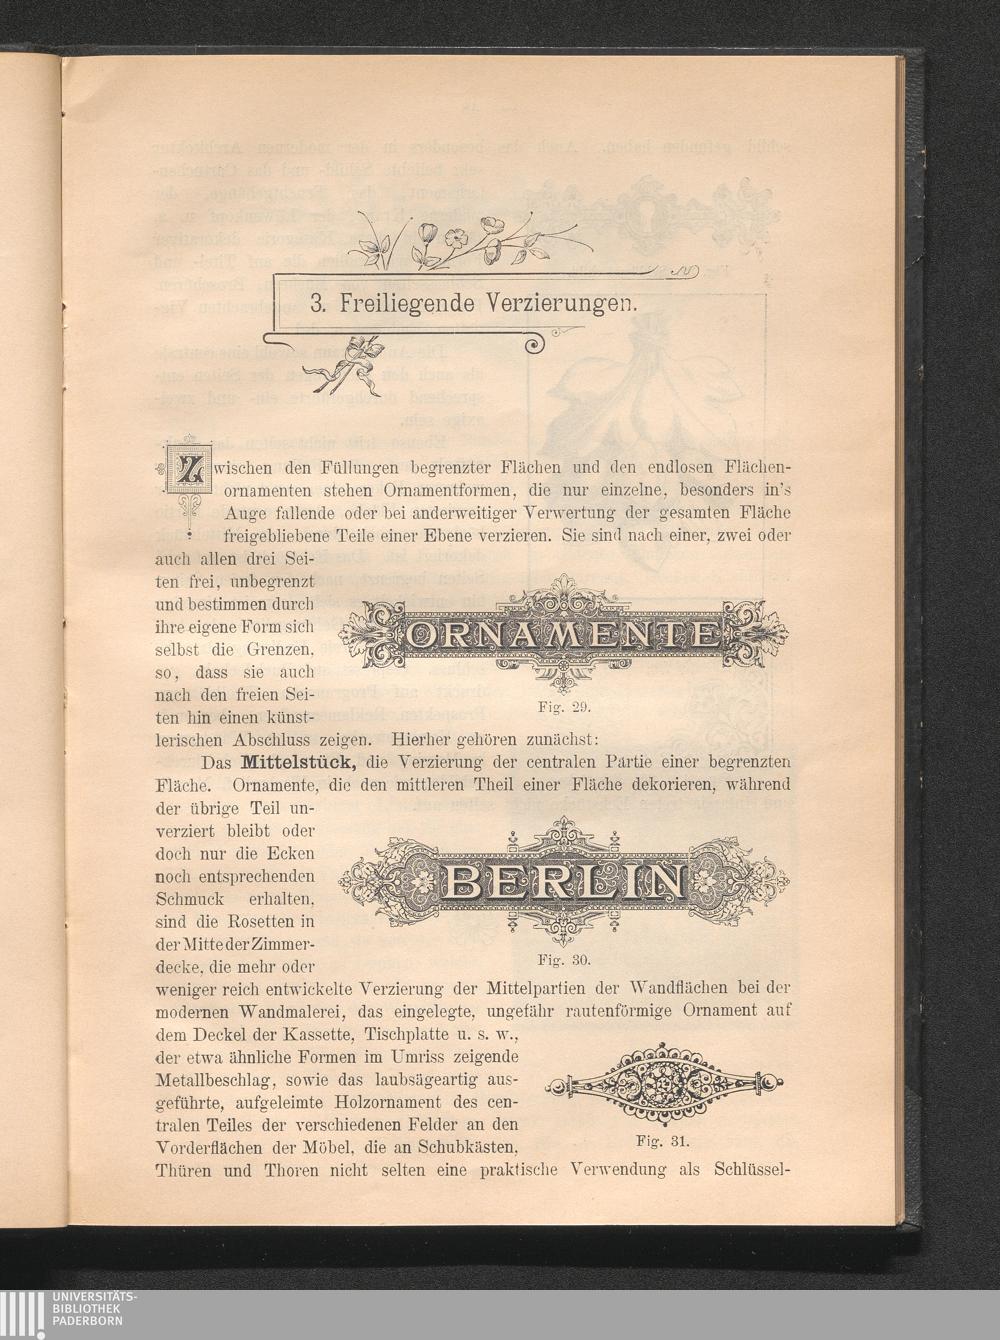 3. Freiliegende Verzierungen.
Zwischen den Füllungen begrenzter Flächen und den endlosen Flächen-
ornamenten stehen Ornamentformen, die nur einzelne, besonders in's
Auge fallende oder bei anderweitiger Verwertung der gesamten Fläche
freigebliebene Teile einer Ebene verzieren. Sie sind nach einer, zwei oder
auch allen drei Sei-
ten frei, unbegrenzt
und bestimmen durch
ihre eigene Form sich
selbst die Grenzen,
so, dass sie auch
nach den freien Sei-
ten hin einen künst-
ORNAMENTE
Fig. 29.
lerischen Abschluss zeigen. Hierher gehören zunächst:
Das Mittelstück, die Verzierung der centralen Partie einer begrenzten
Fläche. Ornamente, die den mittleren Theil einer Fläche dekorieren, während
der übrige Teil un-
verziert bleibt oder
doch nur die Ecken
noch entsprechenden
Schmuck erhalten,
sind die Rosetten in
der Mitte der Zimmer-
decke, die mehr oder
BERLIN
Fig. 30.
weniger reich entwickelte Verzierung der Mittelpartien der Wandflächen bei der
modernen Wandmalerei, das eingelegte, ungefähr rautenförmige Ornament auf
dem Deckel der Kassette, Tischplatte u. s. w.,
der etwa ähnliche Formen im Umriss zeigende
Metallbeschlag, sowie das laubsägeartig aus-
geführte, aufgeleimte Holzornament des cen-
tralen Teiles der verschiedenen Felder an den
Vorderflächen der Möbel, die an Schubkästen,
Fig. 31.
Thüren und Thoren nicht selten eine praktische Verwendung als Schlüssel-
UNIVERSITÄTS-
BIBLIOTHEK
PADERBORN